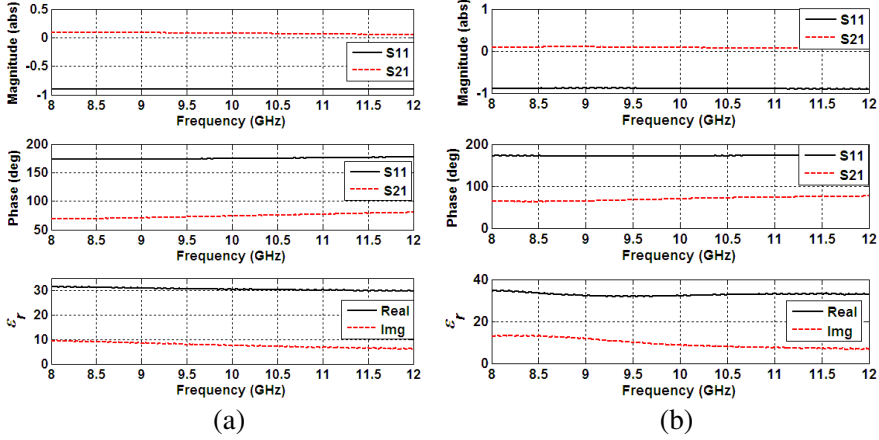 0.5
0
-0.5
-1
Magnitude (abs)
S11
S21
8 8.5 9 9.5 10 10.5 11 11.5 12
Frequency (GHz)
200
150
100
50
Phase (deg)
S11
S21
8 8.5 9 9.5 10 10.5 11 11.5 12
Frequency (GHz)
30
20
10
0
εr
Real
Img
8 8.5 9 9.5 10 10.5 11 11.5 12
Frequency (GHz)
(a)
1
0
-1
Magnitude (abs)
S11
S21
8 8.5 9 9.5 10 10.5 11 11.5 12
Frequency (GHz)
200
100
0
Phase (deg)
S11
S21
8 8.5 9 9.5 10 10.5 11 11.5 12
Frequency (GHz)
40
20
0
εr
Real
Img
8 8.5 9 9.5 10 10.5 11 11.5 12
Frequency (GHz)
(b)